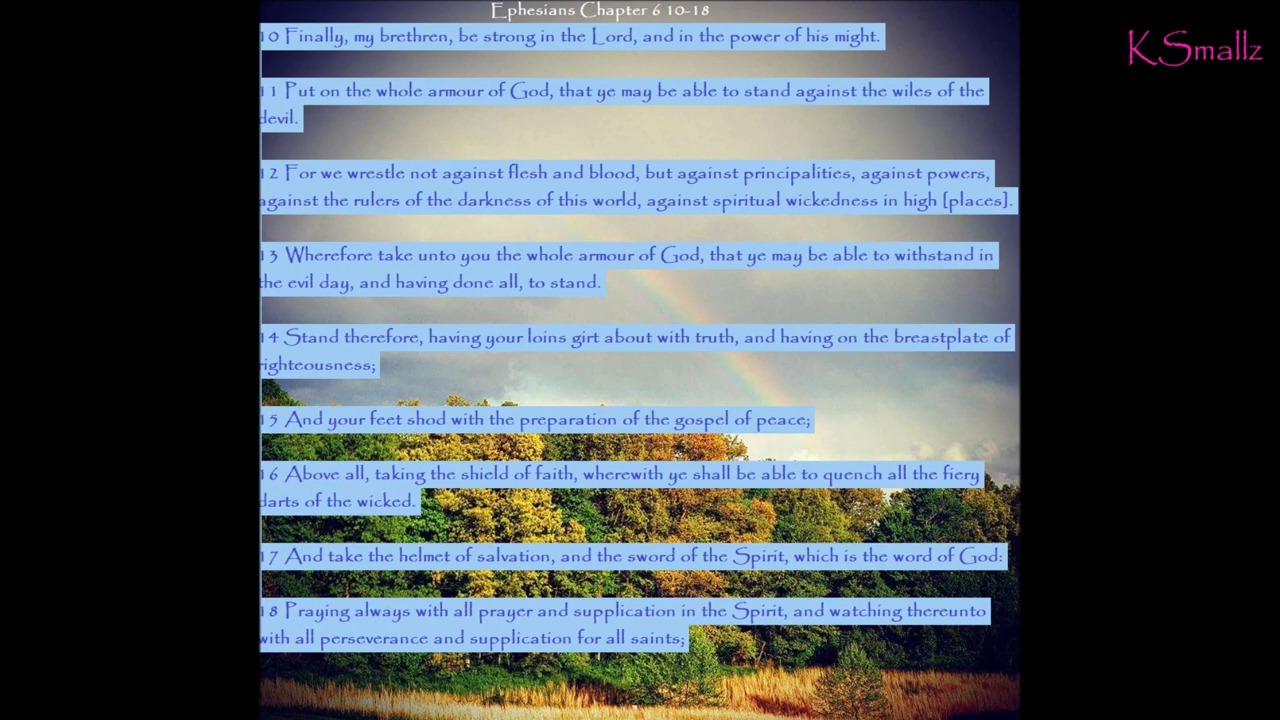 Ephesians Chapter 6 10-18
KSmallz
10 Finally, my brethren, be strong in the Lord, and in the power of his might.
11 Put on the whole armour of God, that ye may be able to stand against the wiles of the
devil.
12 For we wrestle not against flesh and blood, but against principalities, against powers,
against the rulers of the darkness of this world, against spiritual wickedness in high [places].
13 Wherefore take unto you the whole armour of God, that ye may be able to withstand in
the evil day, and having done all, to stand.
14 Stand therefore, having your loins girt about with truth, and having on the breastplate of
righteousness;
15 And your feet shod with the preparation of the gospel of peace;
16 Above all, taking the shield of faith, wherewith ye shall be able to quench all the fiery
darts of the wicked.
17 And take the helmet of salvation, and the sword of the Spirit, which is the word of God:
18 Praying always with all prayer and supplication in the Spirit, and watching thereunto
with all perseverance and supplication for all saints;